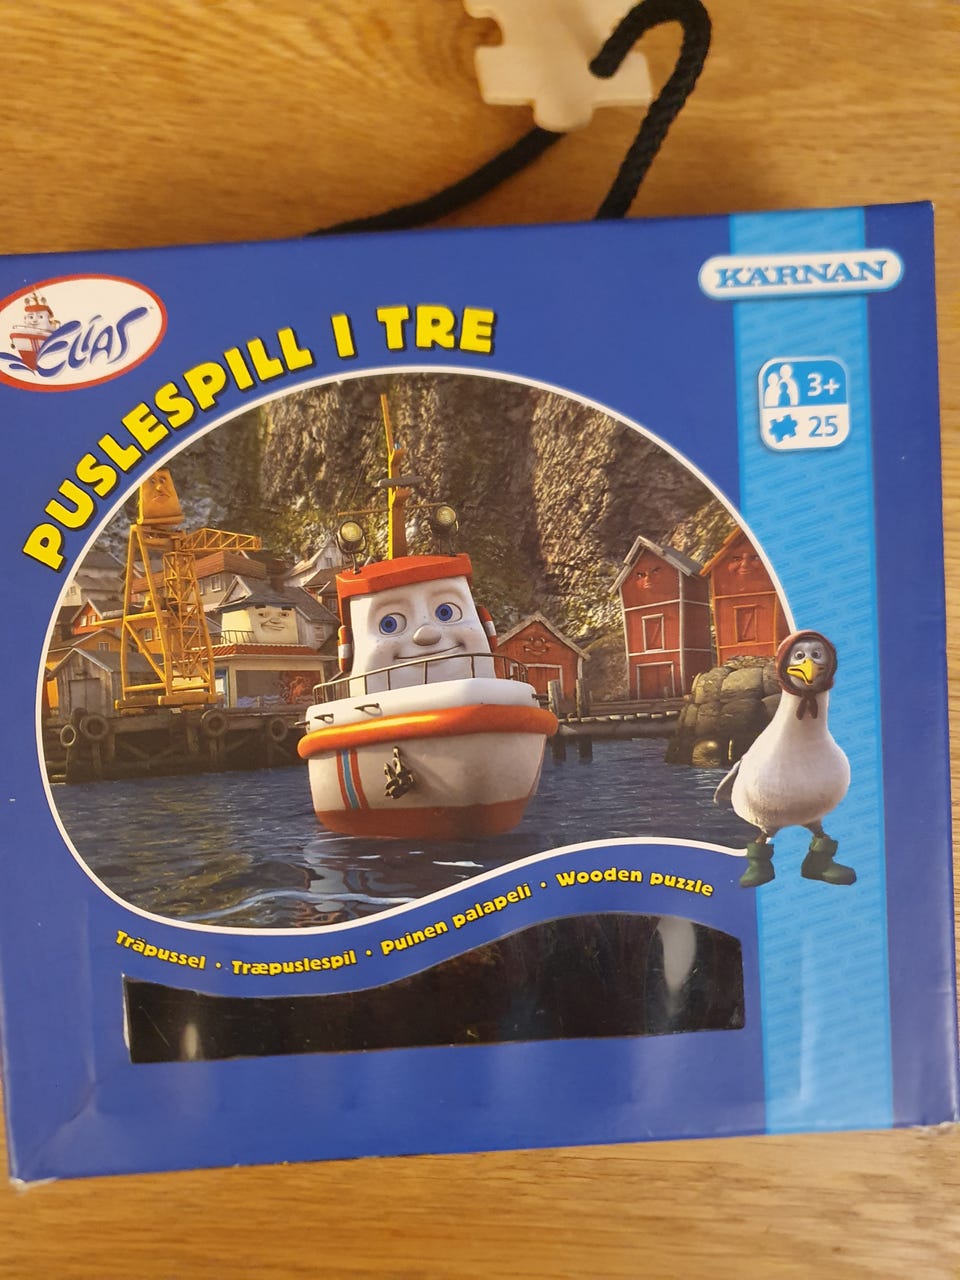 KÄRNAN
ELIAS
PUSLESPILL I TRE
3+
25
Träpussel • Træpuslespil • Puinen palapeli • Wooden puzzle